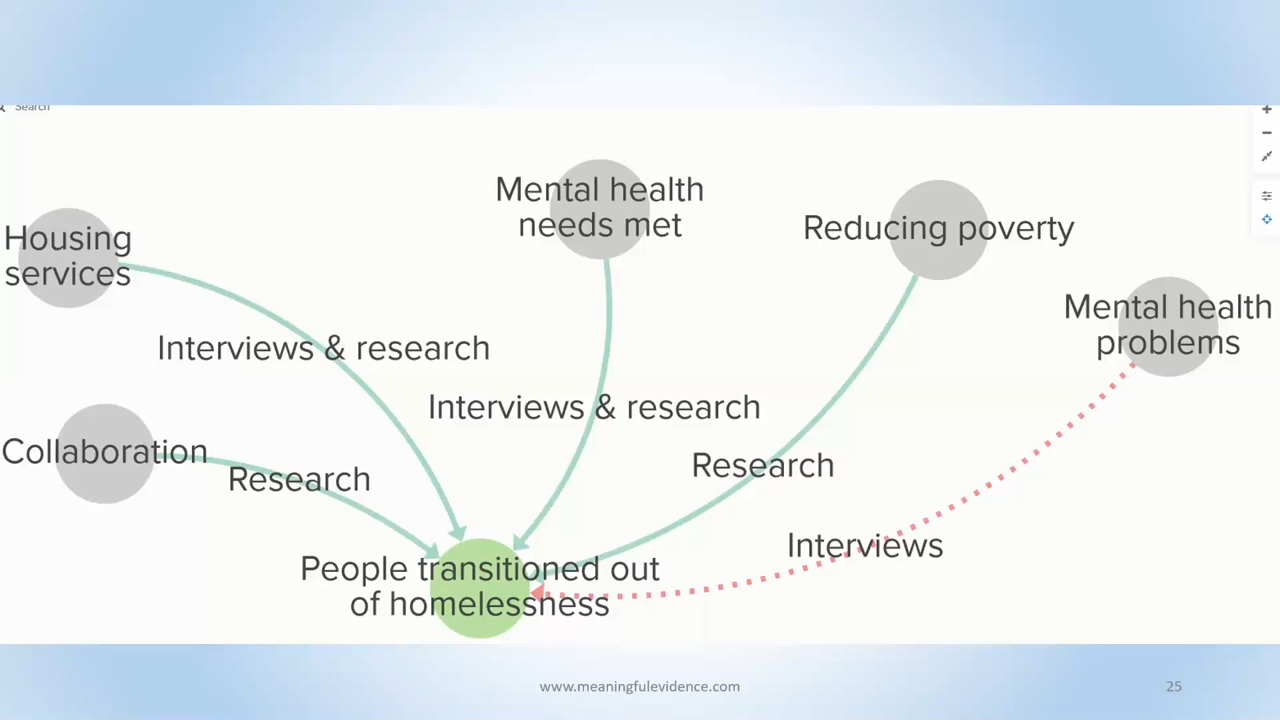 Search
Mental health
needs met
Housing
services
Reducing poverty
Mental health
problems
Interviews & research
Interviews & research
Collaboration
Research
Research
Interviews
People transitioned out
of homelessness
www.meaningfulevidence.com
25